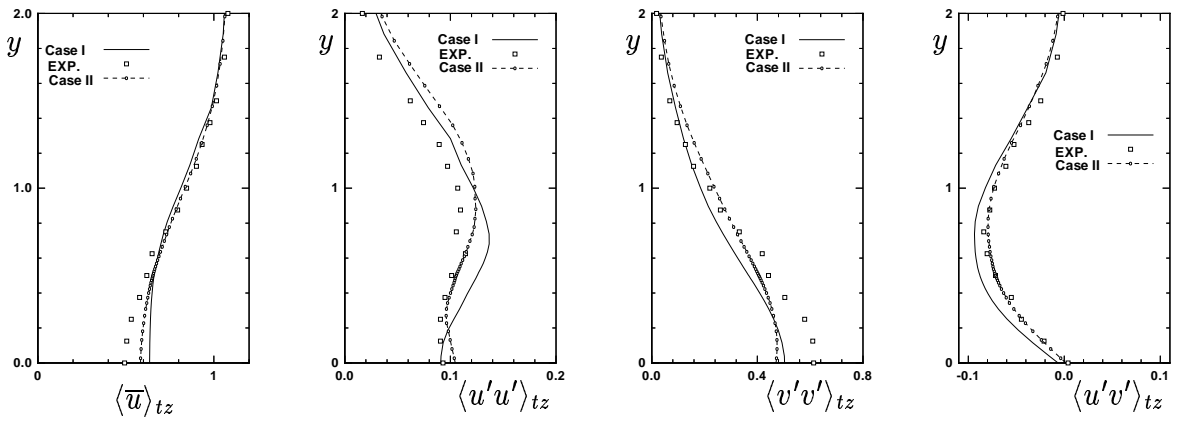 2.0
y
Case I
EXP.
Case II
1.0
0.0
0
1
⟨u̅⟩tz
2
y
Case I
EXP.
Case II
1
0
0.0
0.1
0.2
⟨u′u′⟩tz
2
y
Case I
EXP.
Case II
1
0
0.0
0.4
0.8
⟨v′v′⟩tz
2
y
Case I
EXP.
Case II
1
0
-0.1
0.0
0.1
⟨u′v′⟩tz